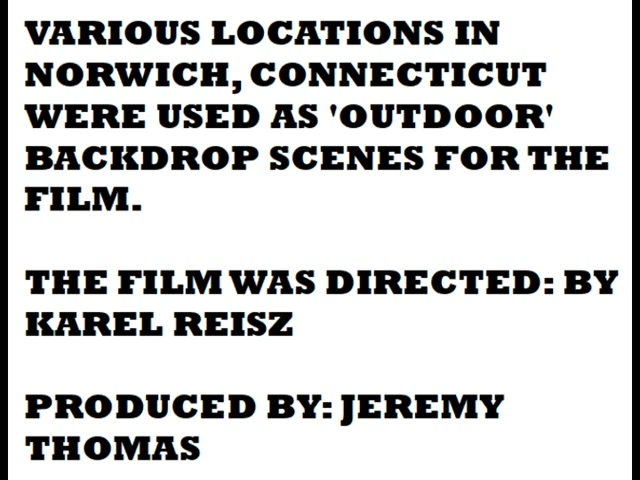 VARIOUS LOCATIONS IN
NORWICH, CONNECTICUT
WERE USED AS 'OUTDOOR'
BACKDROP SCENES FOR THE
FILM.
THE FILM WAS DIRECTED: BY
KAREL REISZ
PRODUCED BY: JEREMY
THOMAS